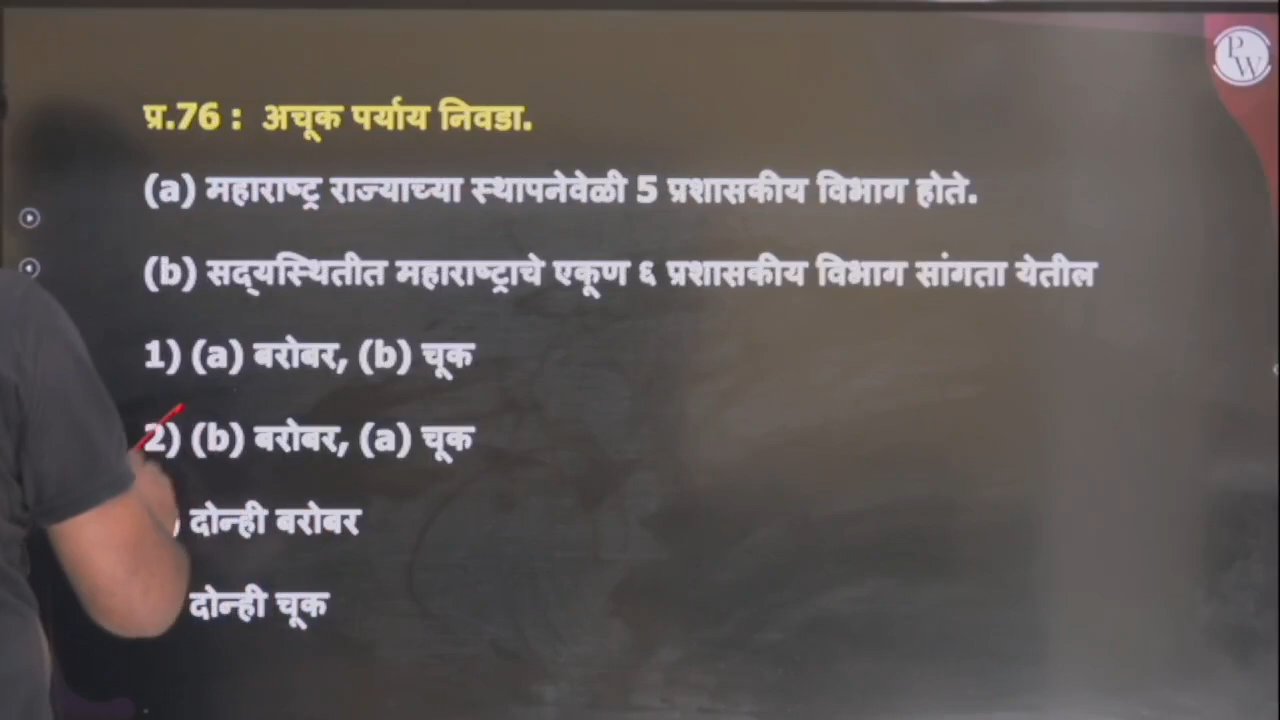 PW
प्र.76 : अचूक पर्याय निवडा.
(a) महाराष्ट्र राज्याच्या स्थापनेवेळी 5 प्रशासकीय विभाग होते.
(b) सद्‌यस्थितीत महाराष्ट्राचे एकूण ६ प्रशासकीय विभाग सांगता येतील
1) (a) बरोबर, (b) चूक
2) (b) बरोबर, (a) चूक
) दोन्ही बरोबर
दोन्ही चूक